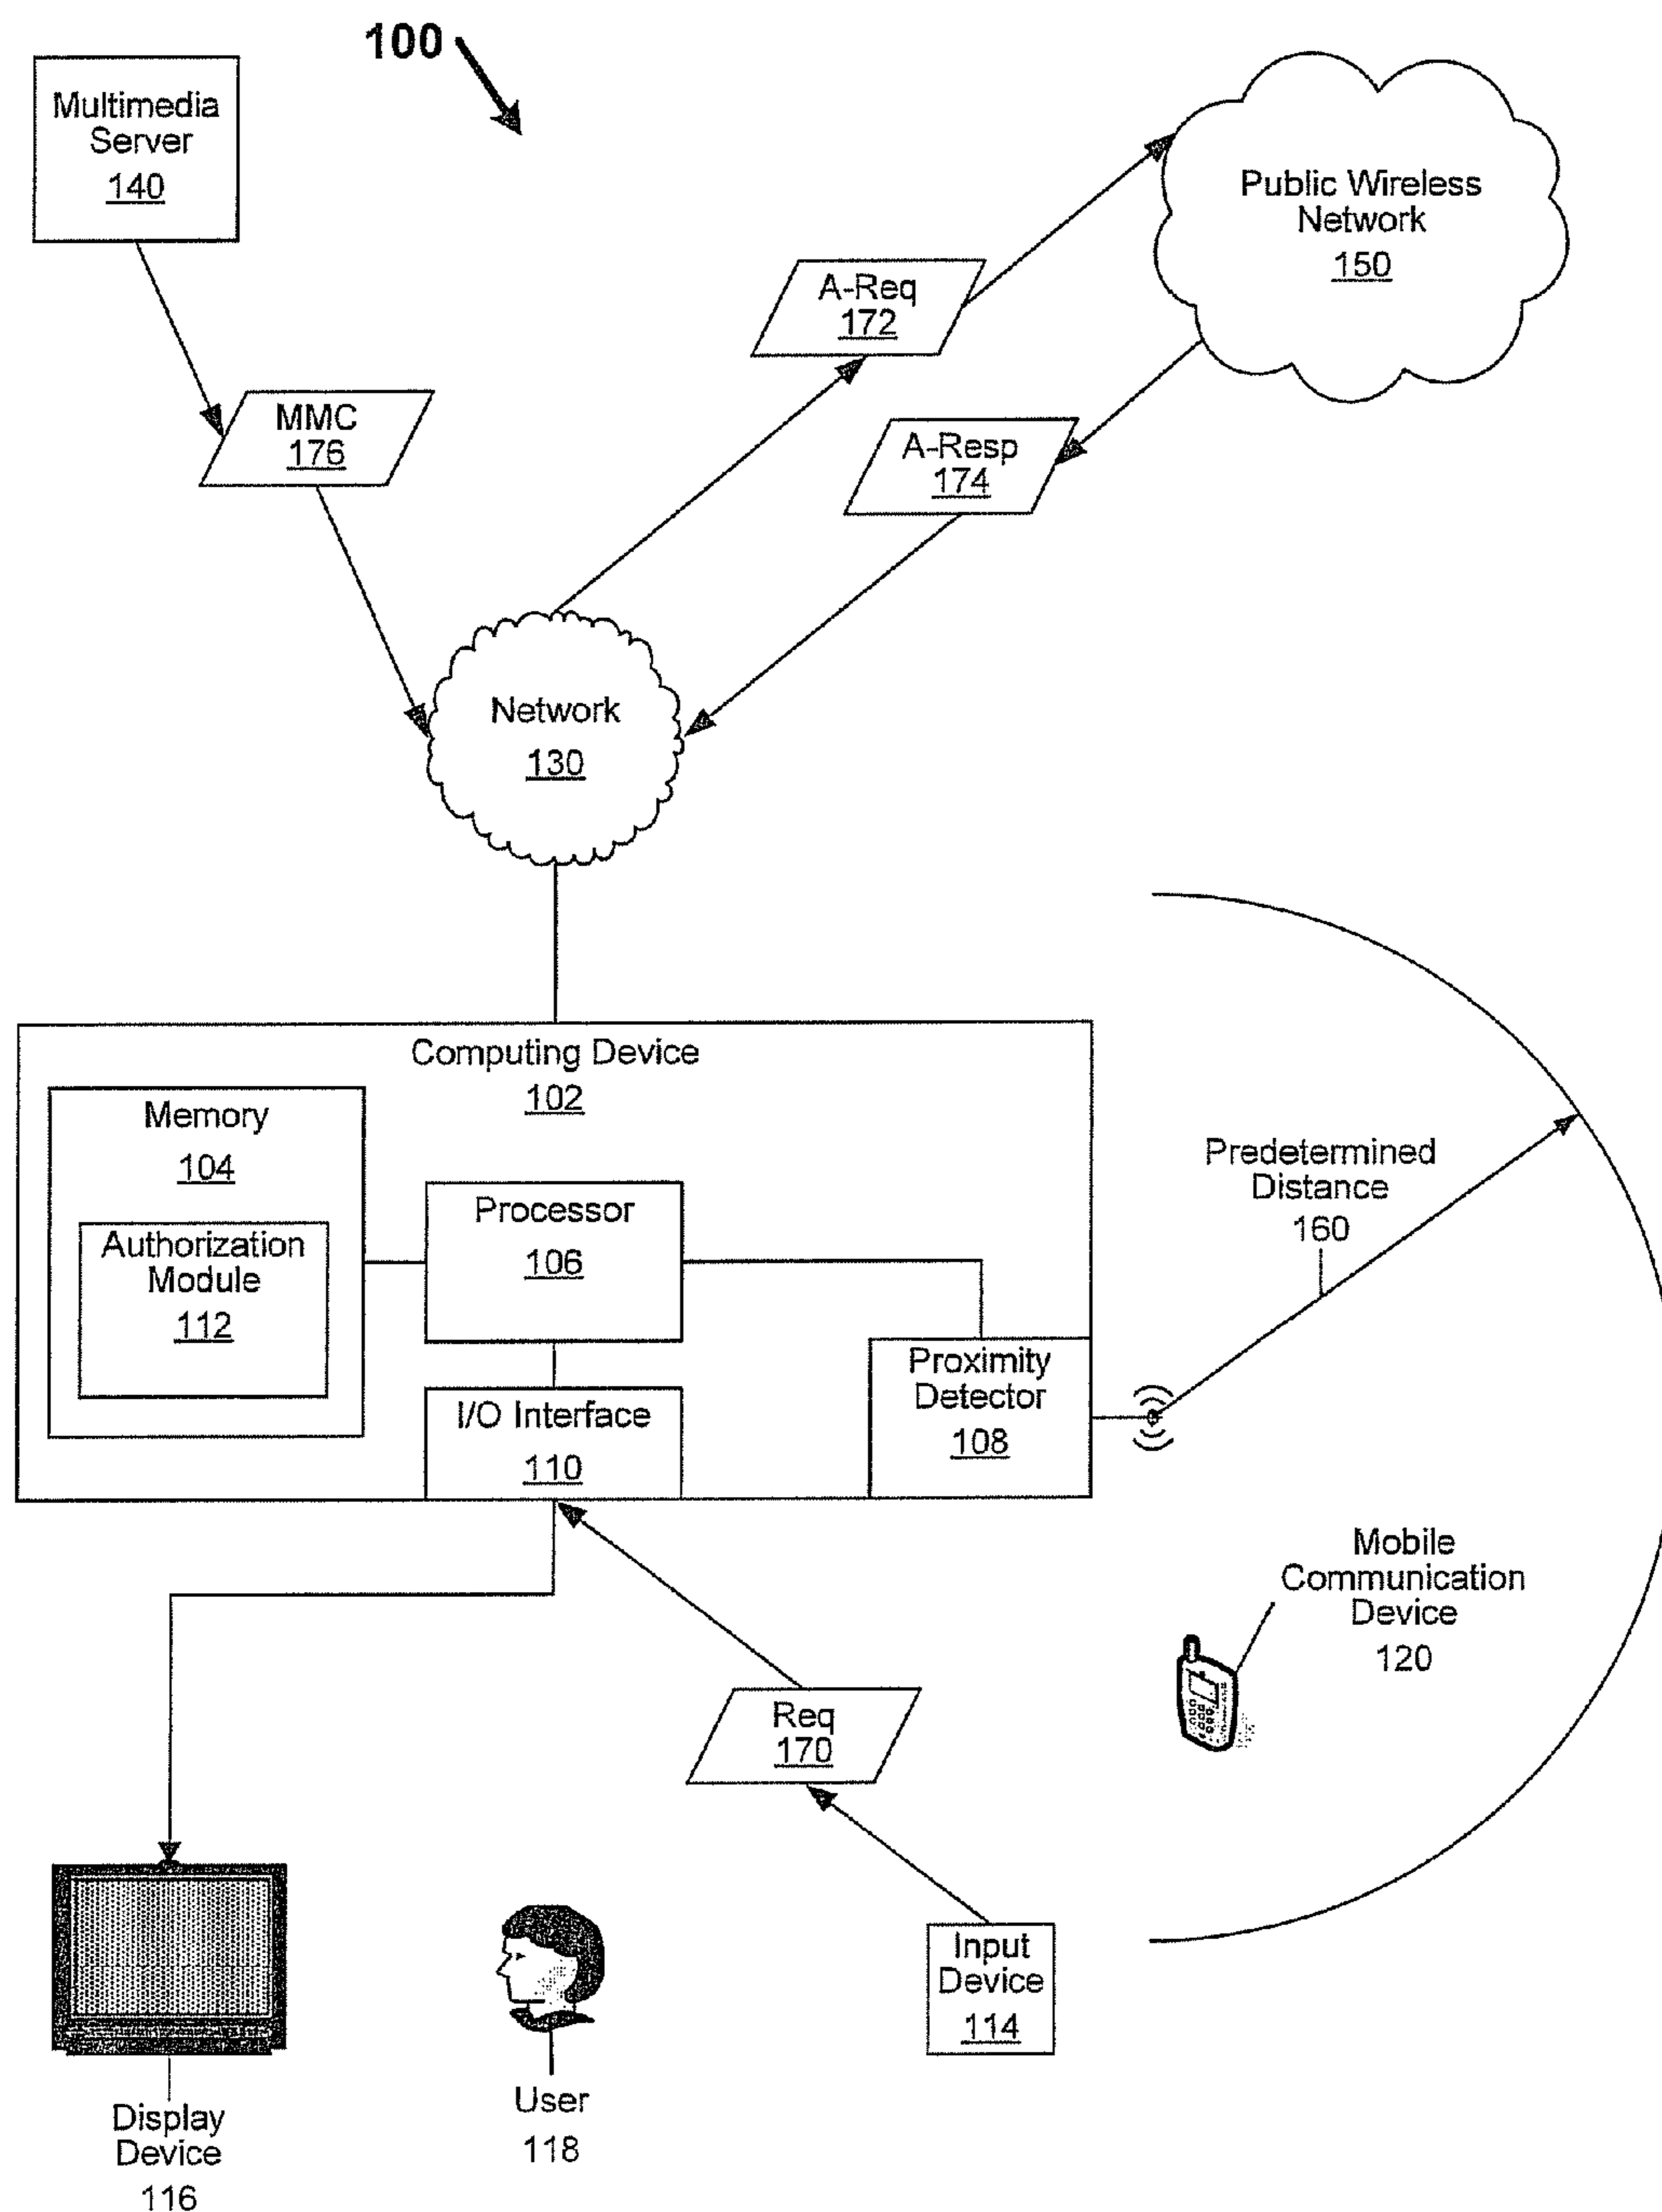 100
Multimedia
Server
140
Public Wireless
Network
150
A-Req
172
MMC
176
A-Resp
174
Network
130
Computing Device
102
Memory
104
Authorization
Module
112
Processor
106
I/O Interface
110
Proximity
Detector
108
Predetermined
Distance
160
Mobile
Communication
Device
120
Req
170
Input
Device
114
Display
Device
116
User
118